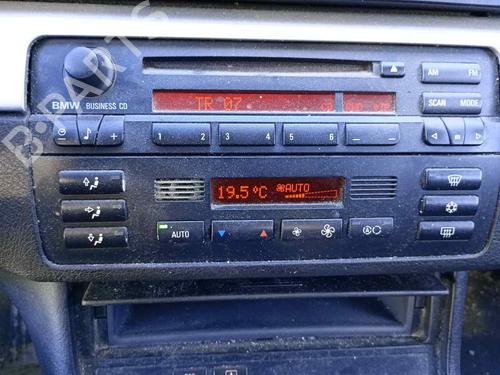 B-PARTS
TR 07
CD
AM FM
BMW BUSINESS CD
SCAN MODE
+
1 2 3 4 5 6
m
19.5°C AUTO
AUTO
A